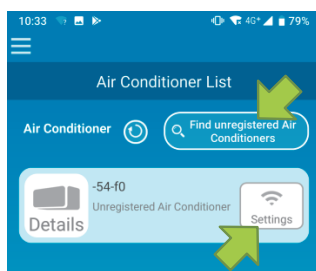 10:33 4G+ 79%
Air Conditioner List
Air Conditioner
Find unregistered Air
Conditioners
-54-f0
Unregistered Air Conditioner
Details
Settings